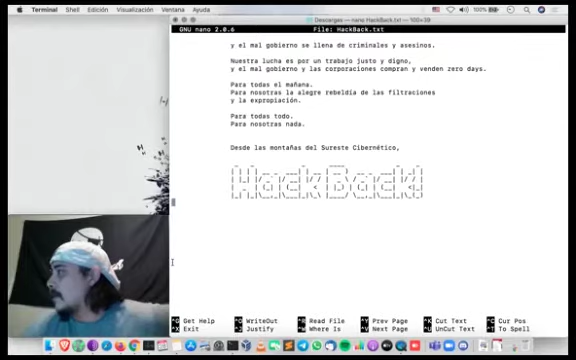 Terminal Shell Edición Visualización Ventana Ayuda
100%
Descargas — nano HackBack.txt — 100×39
GNU nano 2.0.6 File: HackBack.txt
y el mal gobierno se llena de criminales y asesinos.
Nuestra lucha es por un trabajo justo y digno,
y el mal gobierno y las corporaciones compran y venden zero days.
Para todas el mañana.
Para nosotras la alegre rebeldía de las filtraciones
y la expropiación.
Para todas todo.
Para nosotras nada.
Desde las montañas del Sureste Cibernético,
Hack Back!
^G Get Help ^O WriteOut ^R Read File ^Y Prev Page ^K Cut Text ^C Cur Pos
^X Exit ^J Justify ^W Where Is ^V Next Page ^U UnCut Text ^T To Spell